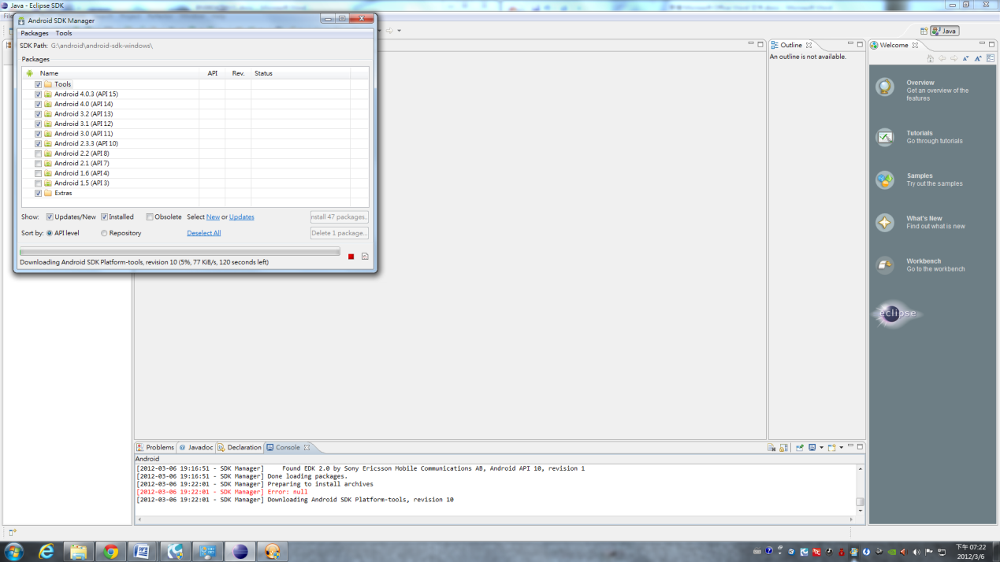 Java - Eclipse SDK
Android SDK Manager
Packages Tools
SDK Path: G:\android\android-sdk-windows\
Packages
Name API Rev. Status
Tools
Android 4.0.3 (API 15)
Android 4.0 (API 14)
Android 3.2 (API 13)
Android 3.1 (API 12)
Android 3.0 (API 11)
Android 2.3.3 (API 10)
Android 2.2 (API 8)
Android 2.1 (API 7)
Android 1.6 (API 4)
Android 1.5 (API 3)
Extras
Show: Updates/New Installed Obsolete Select New or Updates
nstall 47 packages..
Sort by: API level Repository Deselect All
Delete 1 package...
Downloading Android SDK Platform-tools, revision 10 (5%, 77 KiB/s, 120 seconds left)
Java
Outline
An outline is not available.
Welcome
Overview
Get an overview of the
features
Tutorials
Go through tutorials
Samples
Try out the samples
What's New
Find out what is new
Workbench
Go to the workbench
eclipse
Problems @ Javadoc Declaration Console
Android
[2012-03-06 19:16:51 - SDK Manager] Found EDK 2.0 by Sony Ericsson Mobile Communications AB, Android API 10, revision 1
[2012-03-06 19:16:51 - SDK Manager] Done loading packages.
[2012-03-06 19:22:01 - SDK Manager] Preparing to install archives
[2012-03-06 19:22:01 - SDK Manager] Error: null
[2012-03-06 19:22:01 - SDK Manager] Downloading Android SDK Platform-tools, revision 10
下午 07:22
2012/3/6